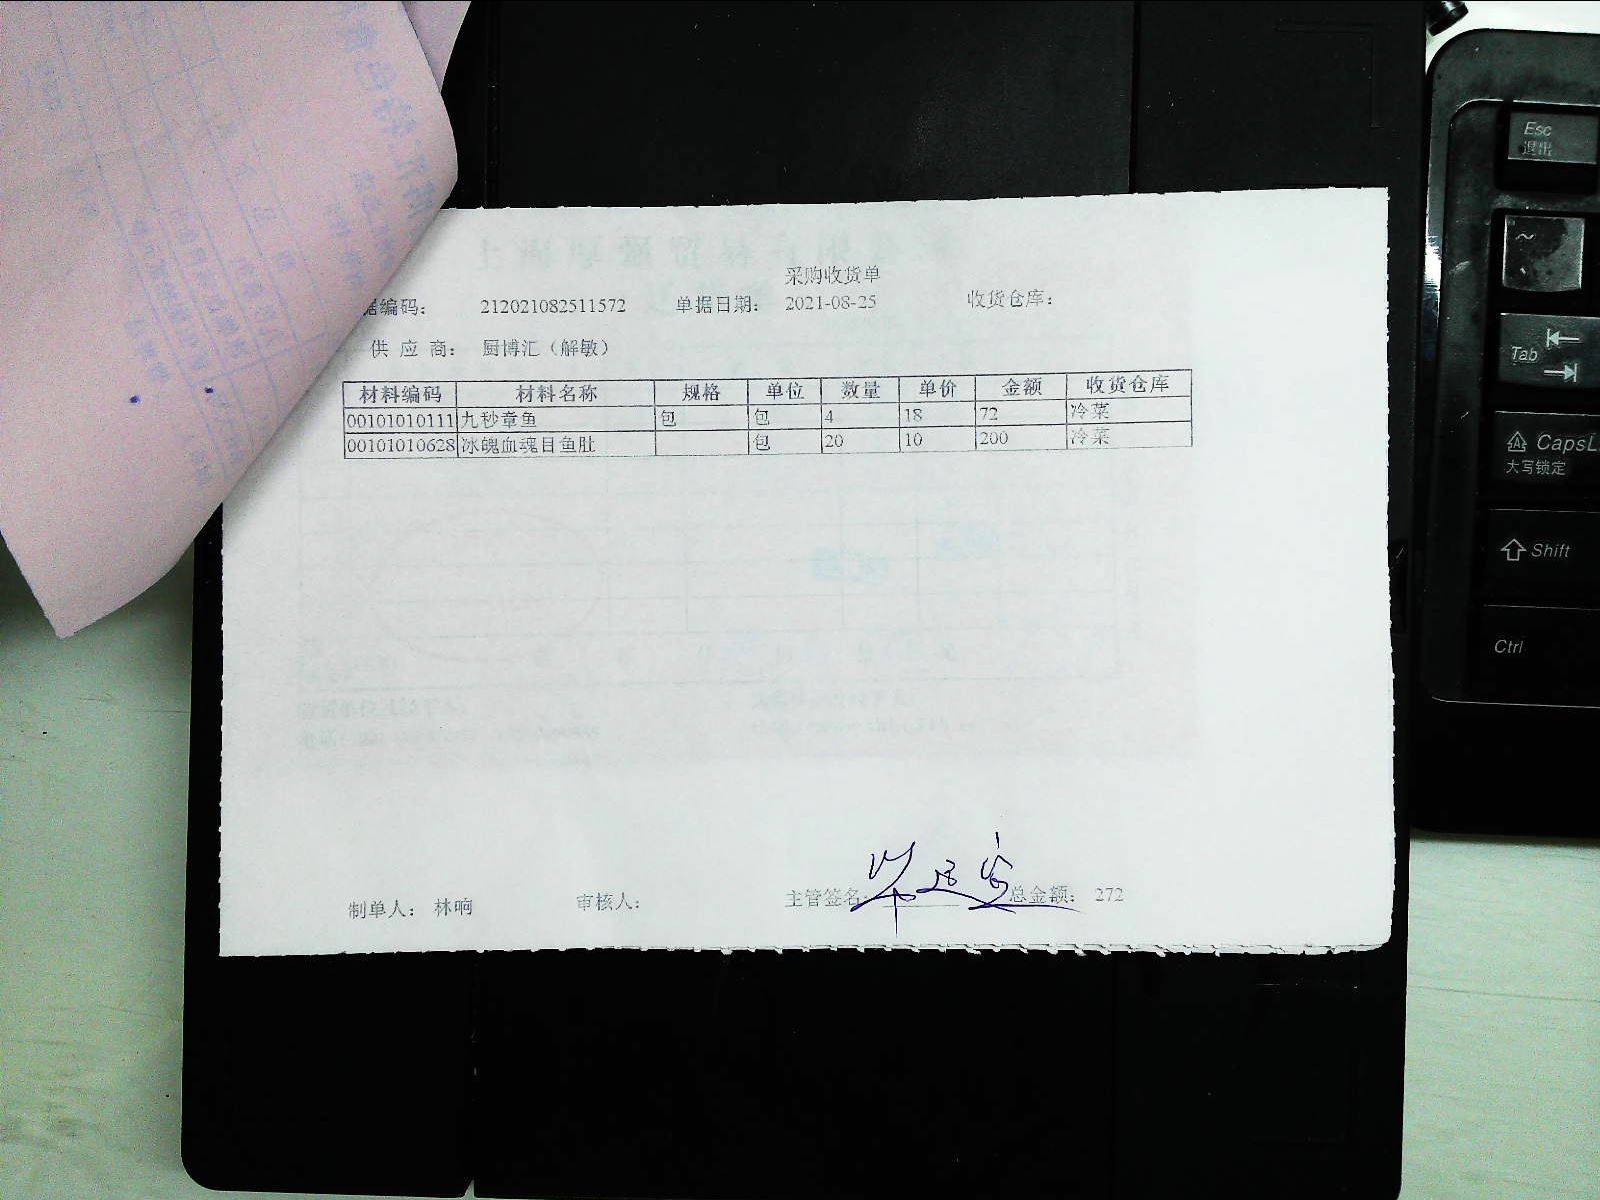 采购收货单
据编码： 212021082511572 单据日期： 2021-08-25 收货仓库：
供 应 商： 厨博汇（解敏）
材料编码 材料名称 规格 单位 数量 单价 金额 收货仓库
00101010111 九秒章鱼 包 包 4 18 72 冷菜
00101010628 冰魄血魂目鱼肚 包 20 10 200 冷菜
制单人： 林响 审核人： 主管签名： 总金额： 272
Esc
退出
~
Tab
CapsL
大写锁定
Shift
Ctrl